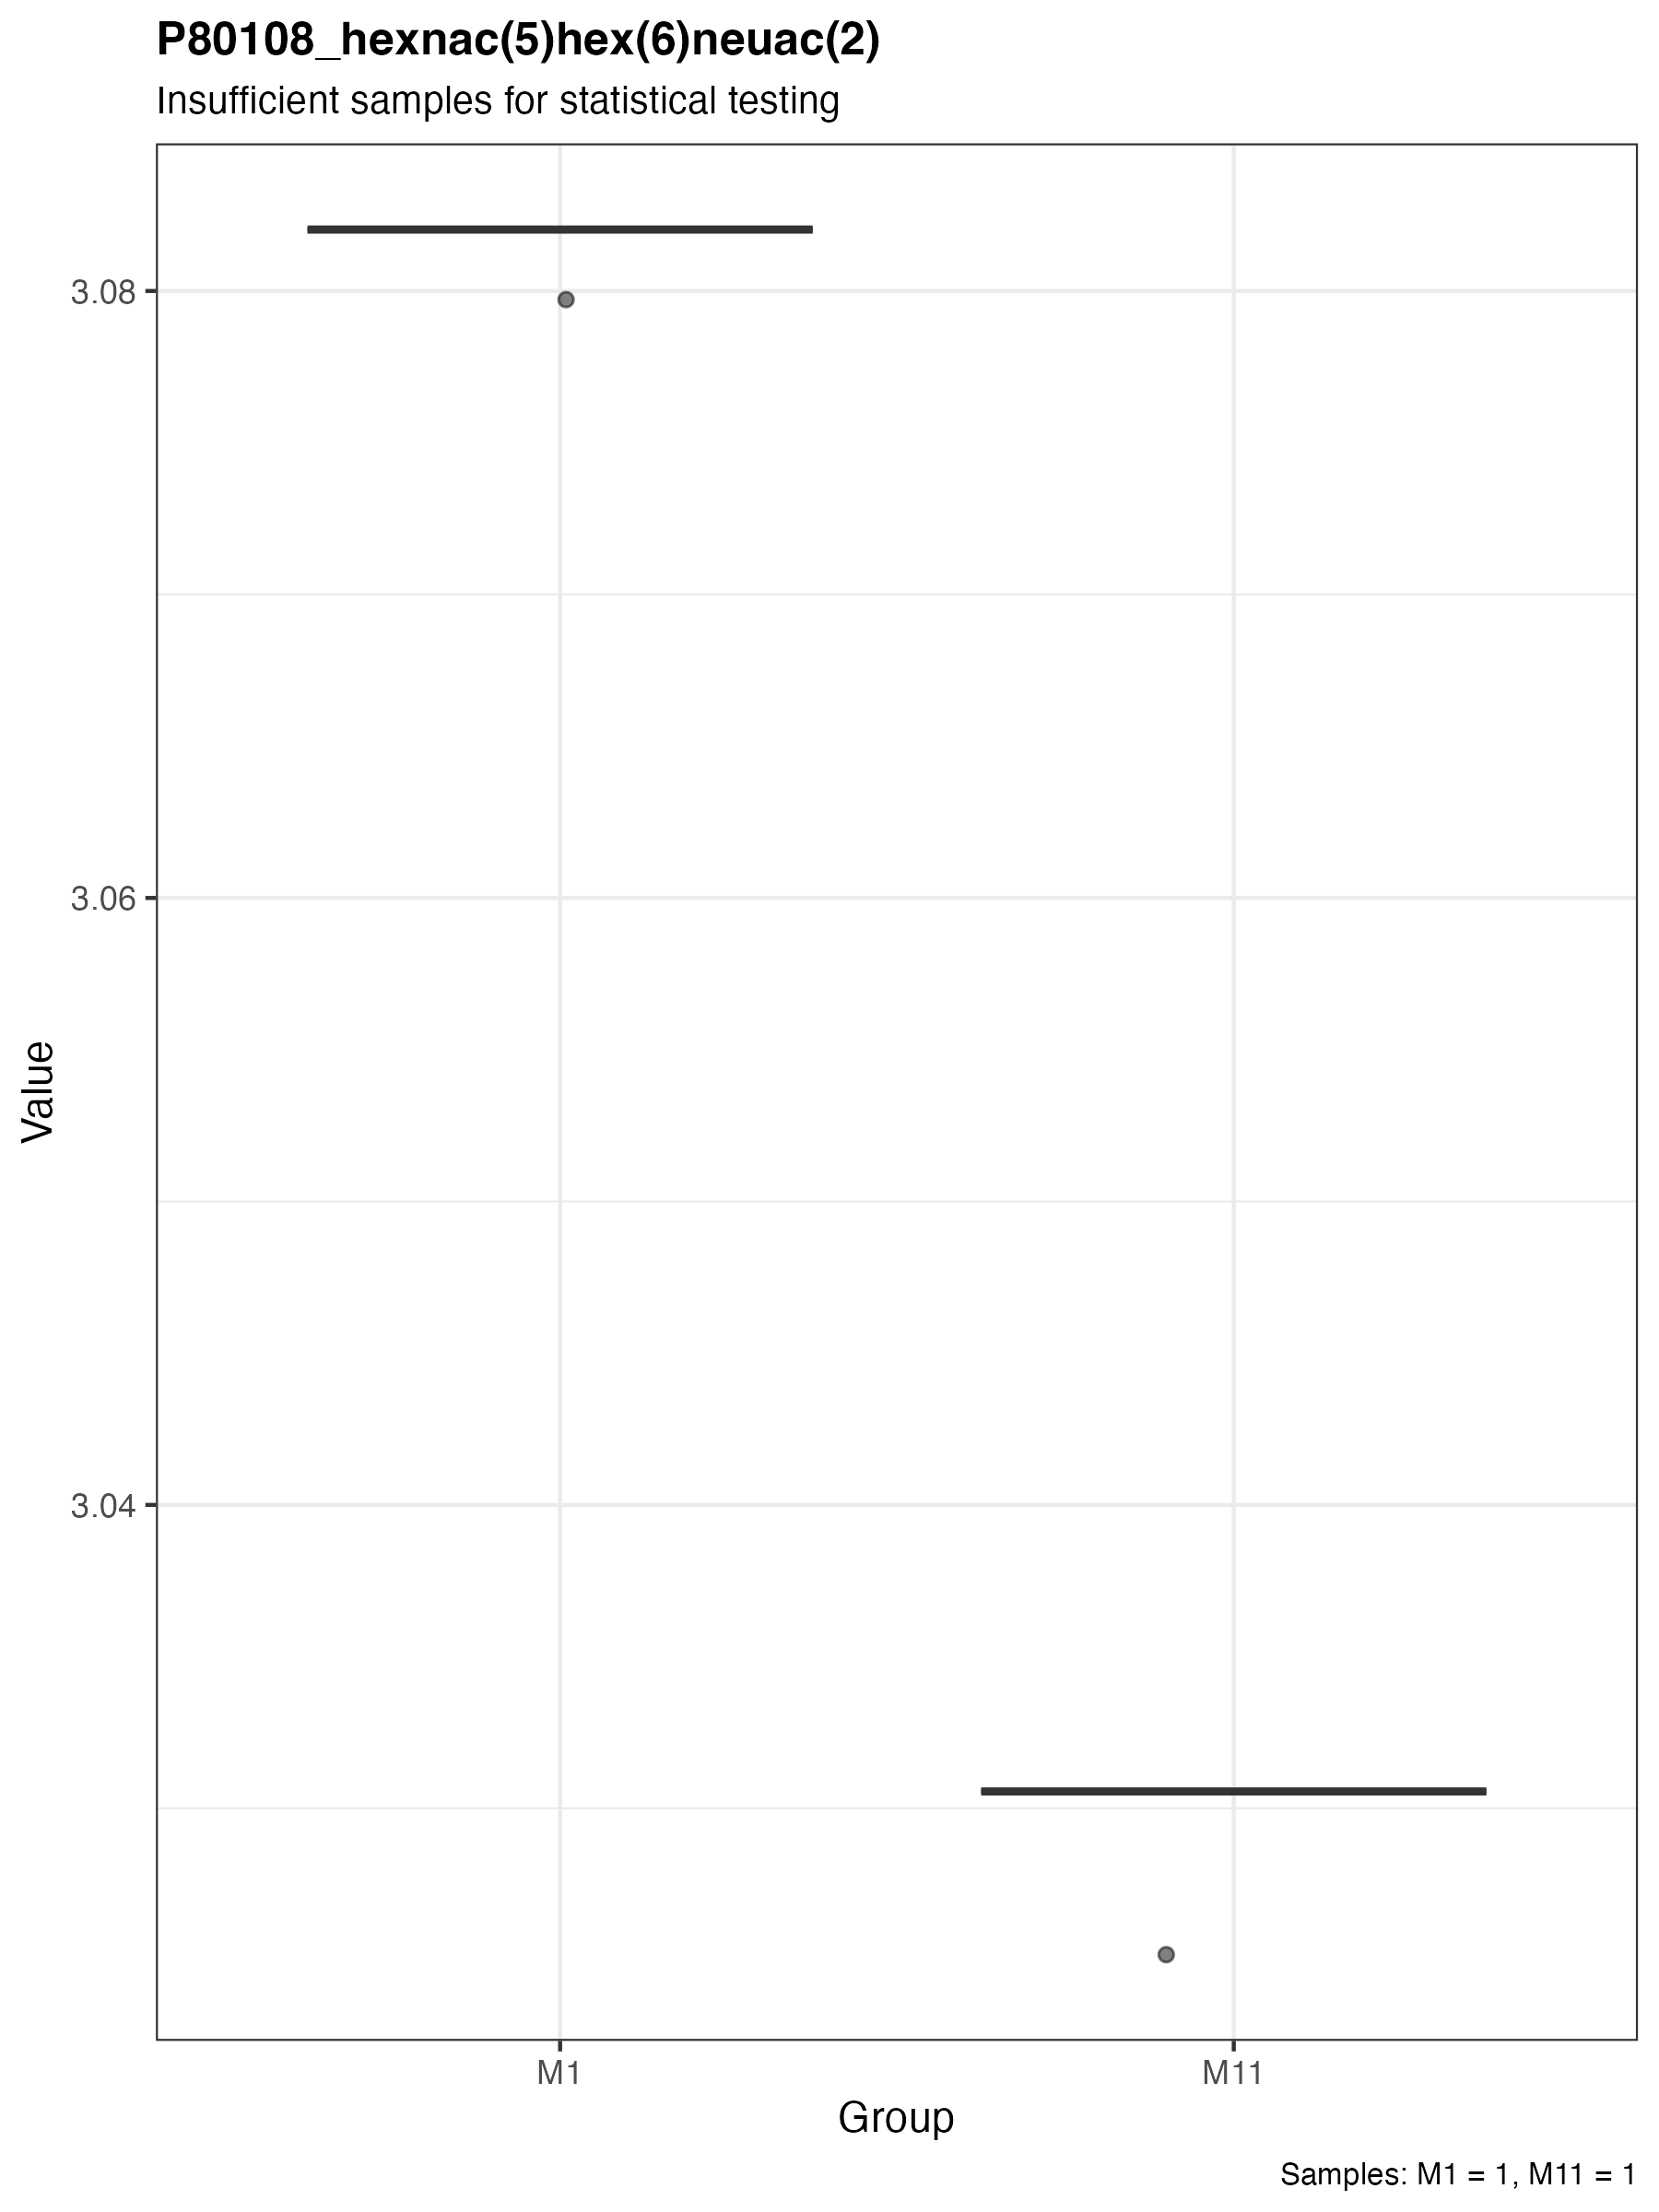 P80108_hexnac(5)hex(6)neuac(2)
Insufficient samples for statistical testing
3.08
3.06
3.04
Value
M1
M11
Group
Samples: M1 = 1, M11 = 1